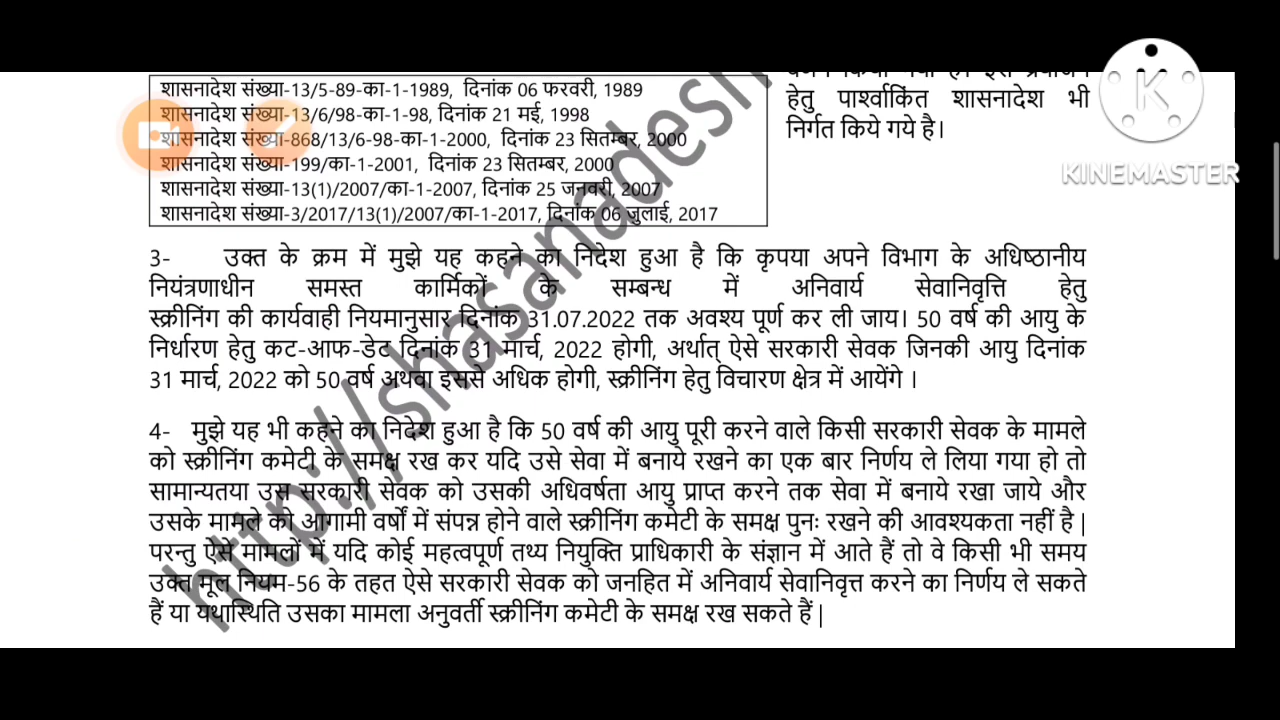 शासनादेश संख्या-13/5-89-का-1-1989, दिनांक 06 फरवरी, 1989
शासनादेश संख्या-13/6/98-का-1-98, दिनांक 21 मई, 1998
शासनादेश संख्या-868/13/6-98-का-1-2000, दिनांक 23 सितम्बर, 2000
शासनादेश संख्या-199/का-1-2001, दिनांक 23 सितम्बर, 2000
शासनादेश संख्या-13(1)/2007/का-1-2007, दिनांक 25 जनवरी, 2007
शासनादेश संख्या-3/2017/13(1)/2007/का-1-2017, दिनांक 06 जुलाई, 2017
हेतु पार्श्वाकिंत शासनादेश भी
निर्गत किये गये है।
KINEMASTER
3- उक्त के क्रम में मुझे यह कहने का निदेश हुआ है कि कृपया अपने विभाग के अधिष्ठानीय
नियंत्रणाधीन समस्त कार्मिकों के सम्बन्ध में अनिवार्य सेवानिवृत्ति हेतु
स्क्रीनिंग की कार्यवाही नियमानुसार दिनांक 31.07.2022 तक अवश्य पूर्ण कर ली जाय। 50 वर्ष की आयु के
निर्धारण हेतु कट-आफ-डेट दिनांक 31 मार्च, 2022 होगी, अर्थात् ऐसे सरकारी सेवक जिनकी आयु दिनांक
31 मार्च, 2022 को 50 वर्ष अथवा इससे अधिक होगी, स्क्रीनिंग हेतु विचारण क्षेत्र में आयेंगे ।
4- मुझे यह भी कहने का निदेश हुआ है कि 50 वर्ष की आयु पूरी करने वाले किसी सरकारी सेवक के मामले
को स्क्रीनिंग कमेटी के समक्ष रख कर यदि उसे सेवा में बनाये रखने का एक बार निर्णय ले लिया गया हो तो
सामान्यतया उस सरकारी सेवक को उसकी अधिवर्षता आयु प्राप्त करने तक सेवा में बनाये रखा जाये और
उसके मामले को आगामी वर्षों में संपन्न होने वाले स्क्रीनिंग कमेटी के समक्ष पुनः रखने की आवश्यकता नहीं है |
परन्तु ऐसे मामलों में यदि कोई महत्वपूर्ण तथ्य नियुक्ति प्राधिकारी के संज्ञान में आते हैं तो वे किसी भी समय
उक्त मूल नियम-56 के तहत ऐसे सरकारी सेवक को जनहित में अनिवार्य सेवानिवृत्त करने का निर्णय ले सकते
हैं या यथास्थिति उसका मामला अनुवर्ती स्क्रीनिंग कमेटी के समक्ष रख सकते हैं |
http://shasanadesh